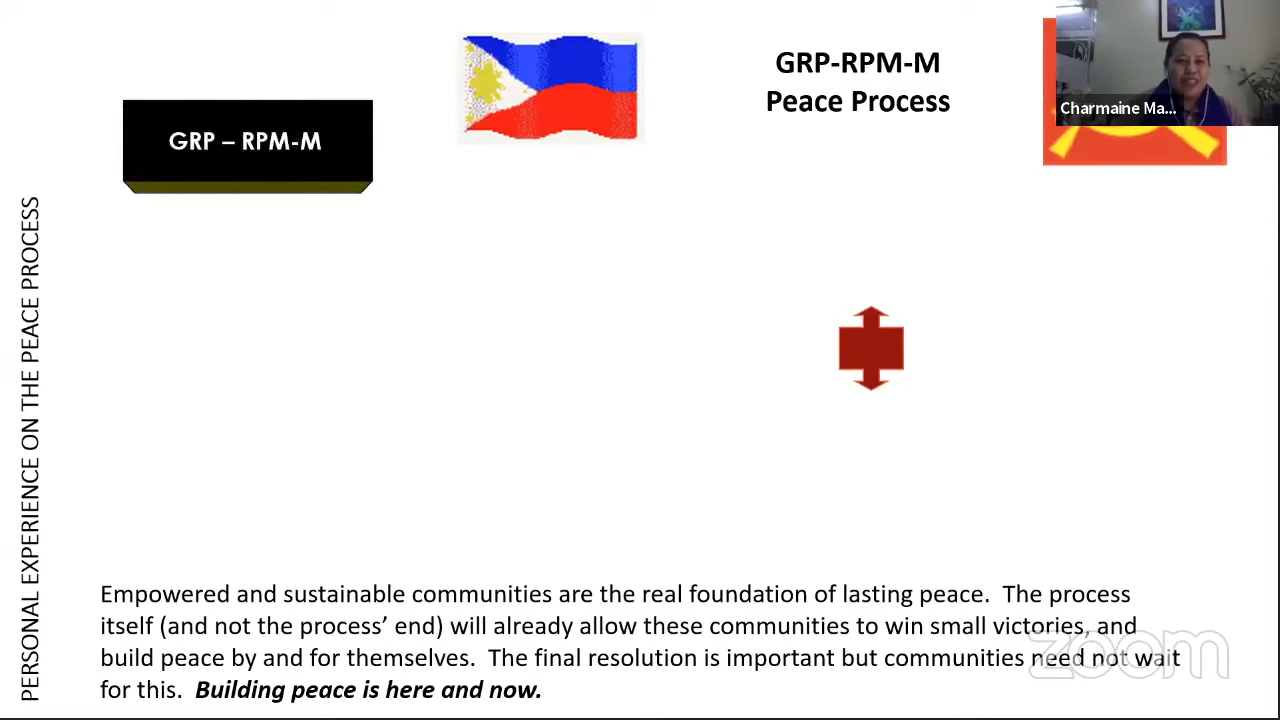 GRP-RPM-M
Peace Process
Charmaine Ma...
GRP – RPM-M
PERSONAL EXPERIENCE ON THE PEACE PROCESS
Empowered and sustainable communities are the real foundation of lasting peace.  The process
itself (and not the process’ end) will already allow these communities to win small victories, and
build peace by and for themselves.  The final resolution is important but communities need not wait
for this.  Building peace is here and now.
zoom